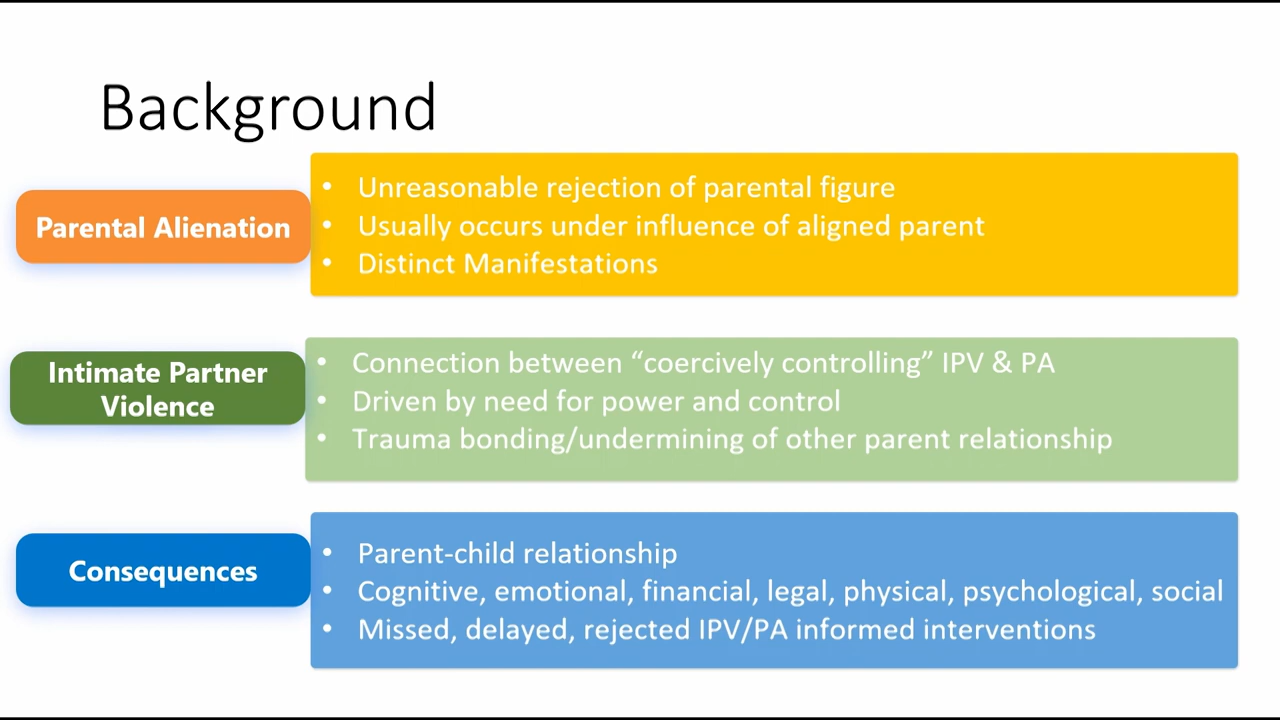 Background
Parental Alienation
• Unreasonable rejection of parental figure
• Usually occurs under influence of aligned parent
• Distinct Manifestations
Intimate Partner
Violence
• Connection between “coercively controlling” IPV & PA
• Driven by need for power and control
• Trauma bonding/undermining of other parent relationship
Consequences
• Parent-child relationship
• Cognitive, emotional, financial, legal, physical, psychological, social
• Missed, delayed, rejected IPV/PA informed interventions